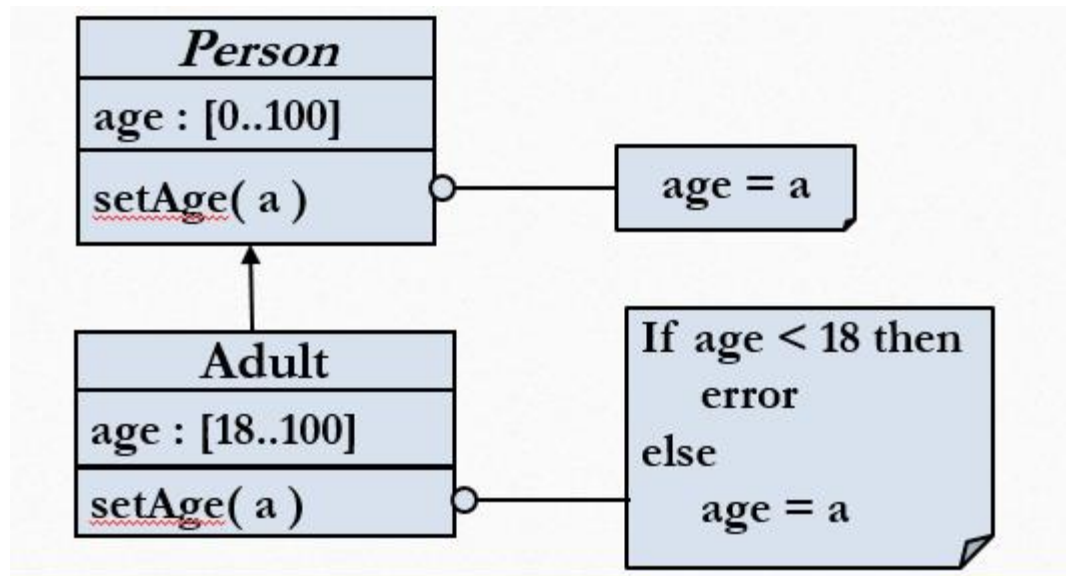 Person
age : [0..100]
setAge( a )
age = a
Adult
age : [18..100]
setAge( a )
If age < 18 then
error
else
age = a